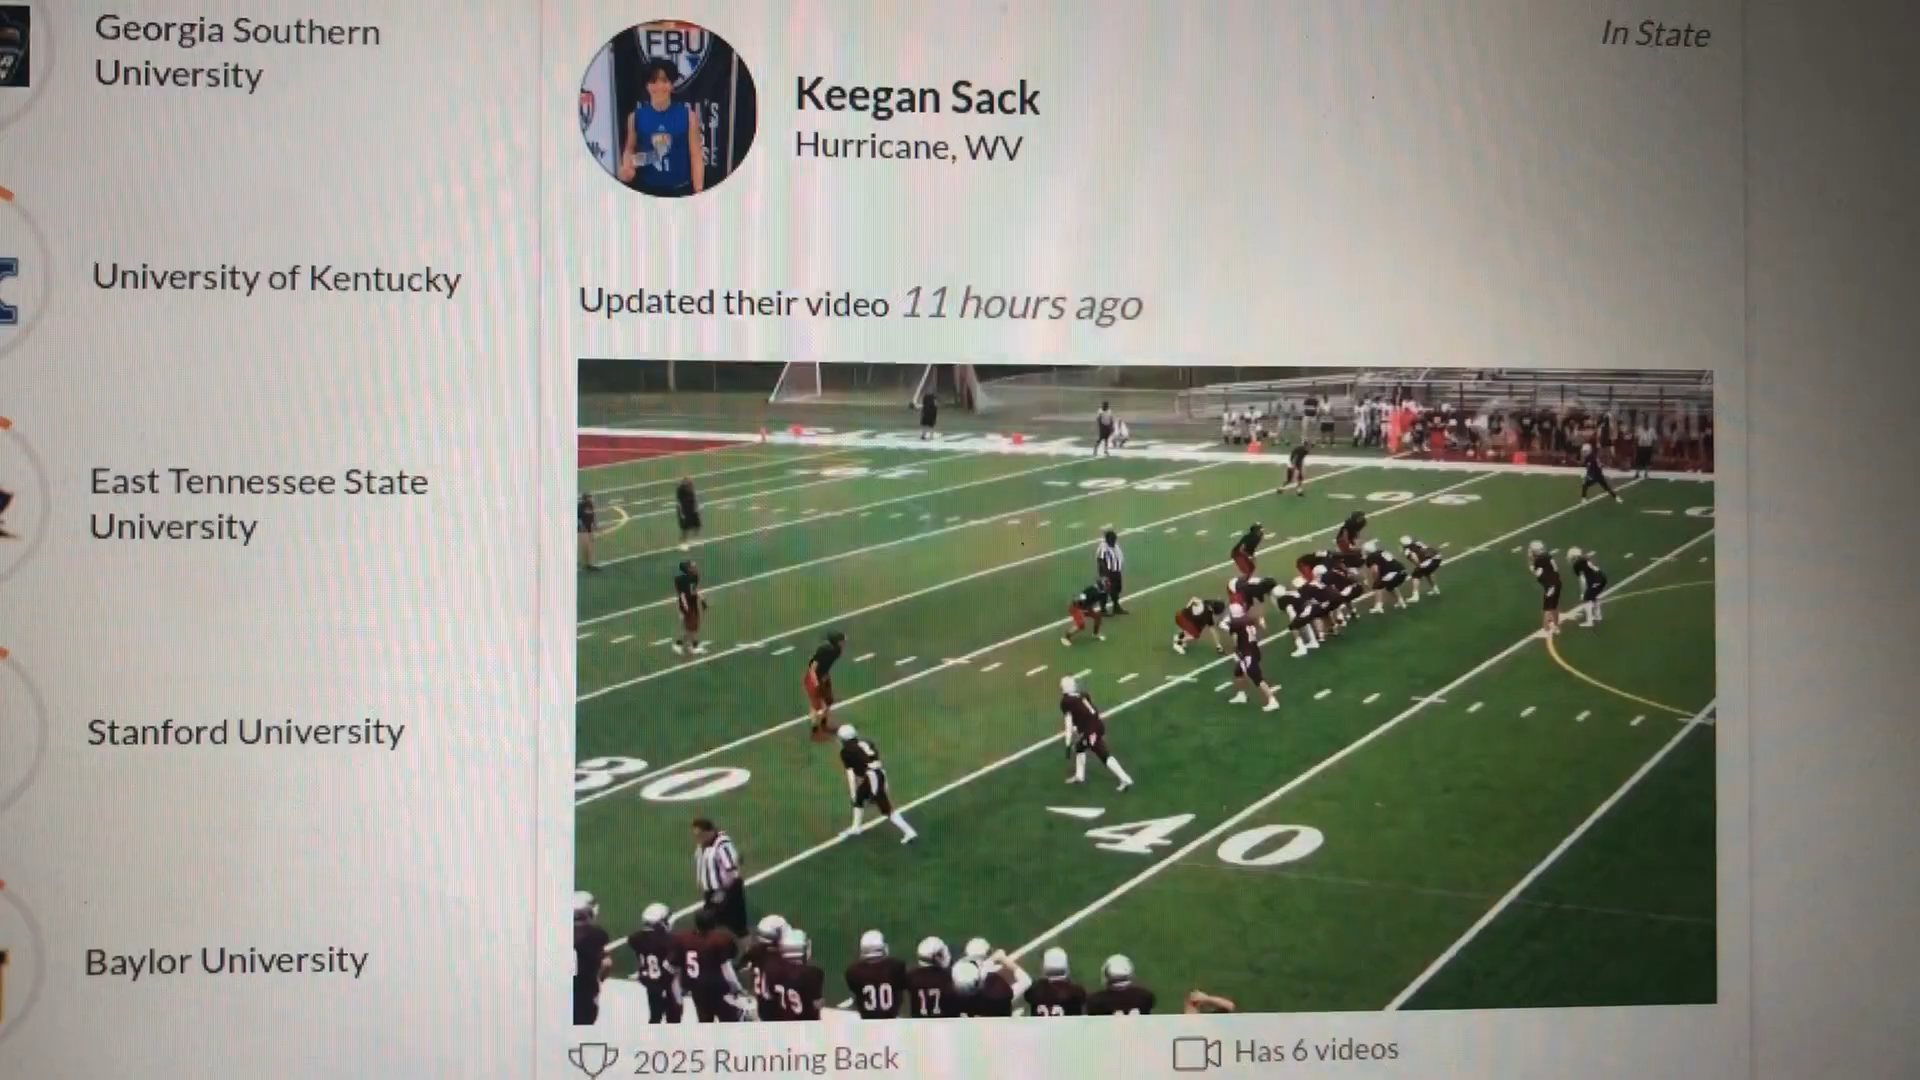 Georgia Southern
University
University of Kentucky
East Tennessee State
University
Stanford University
Baylor University
In State
FBU
Keegan Sack
Hurricane, WV
Updated their video 11 hours ago
30
40
5
79
30
17
2025 Running Back
Has 6 videos